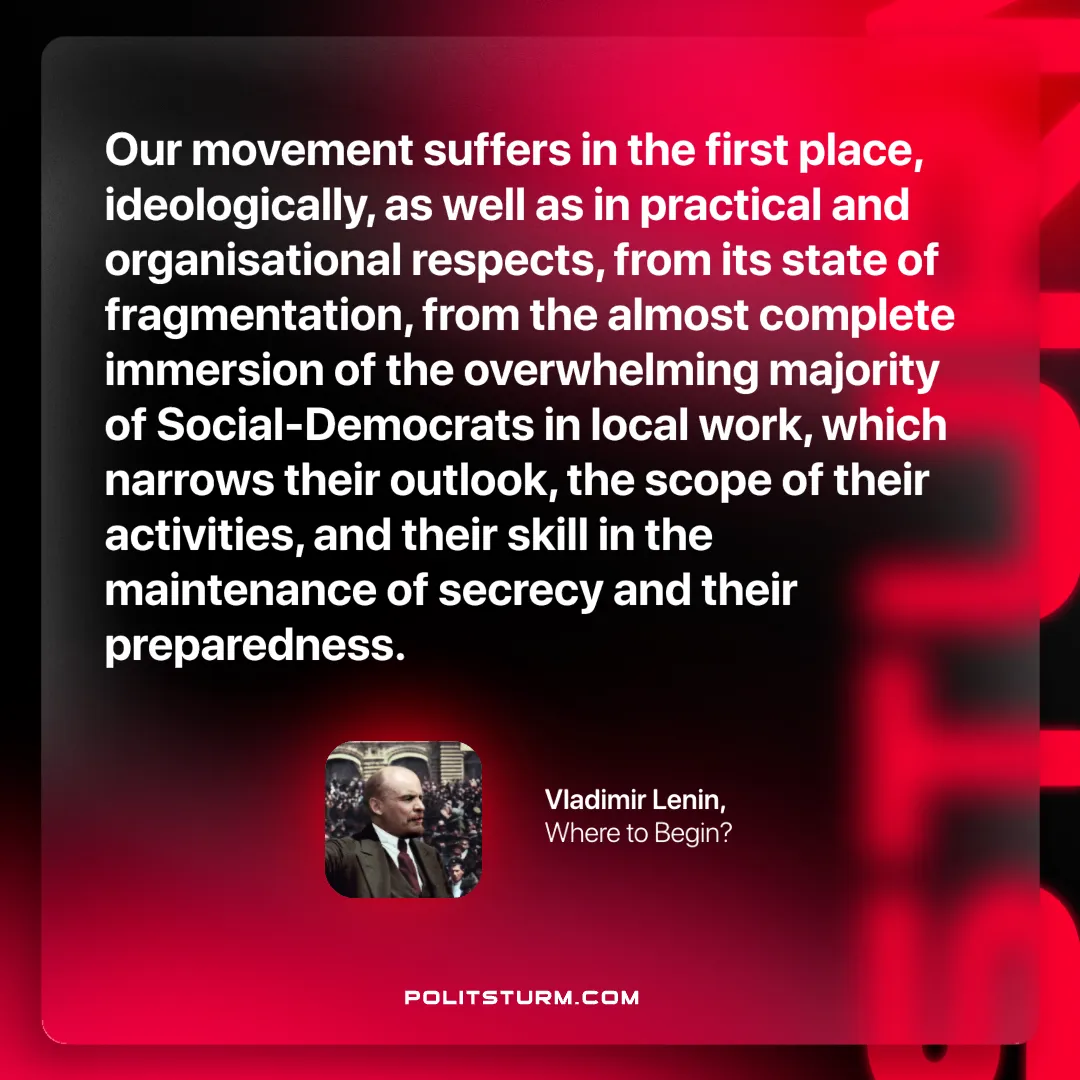 Our movement suffers in the first place,
ideologically, as well as in practical and
organisational respects, from its state of
fragmentation, from the almost complete
immersion of the overwhelming majority
of Social-Democrats in local work, which
narrows their outlook, the scope of their
activities, and their skill in the
maintenance of secrecy and their
preparedness.
Vladimir Lenin,
Where to Begin?
POLITSTURM.COM